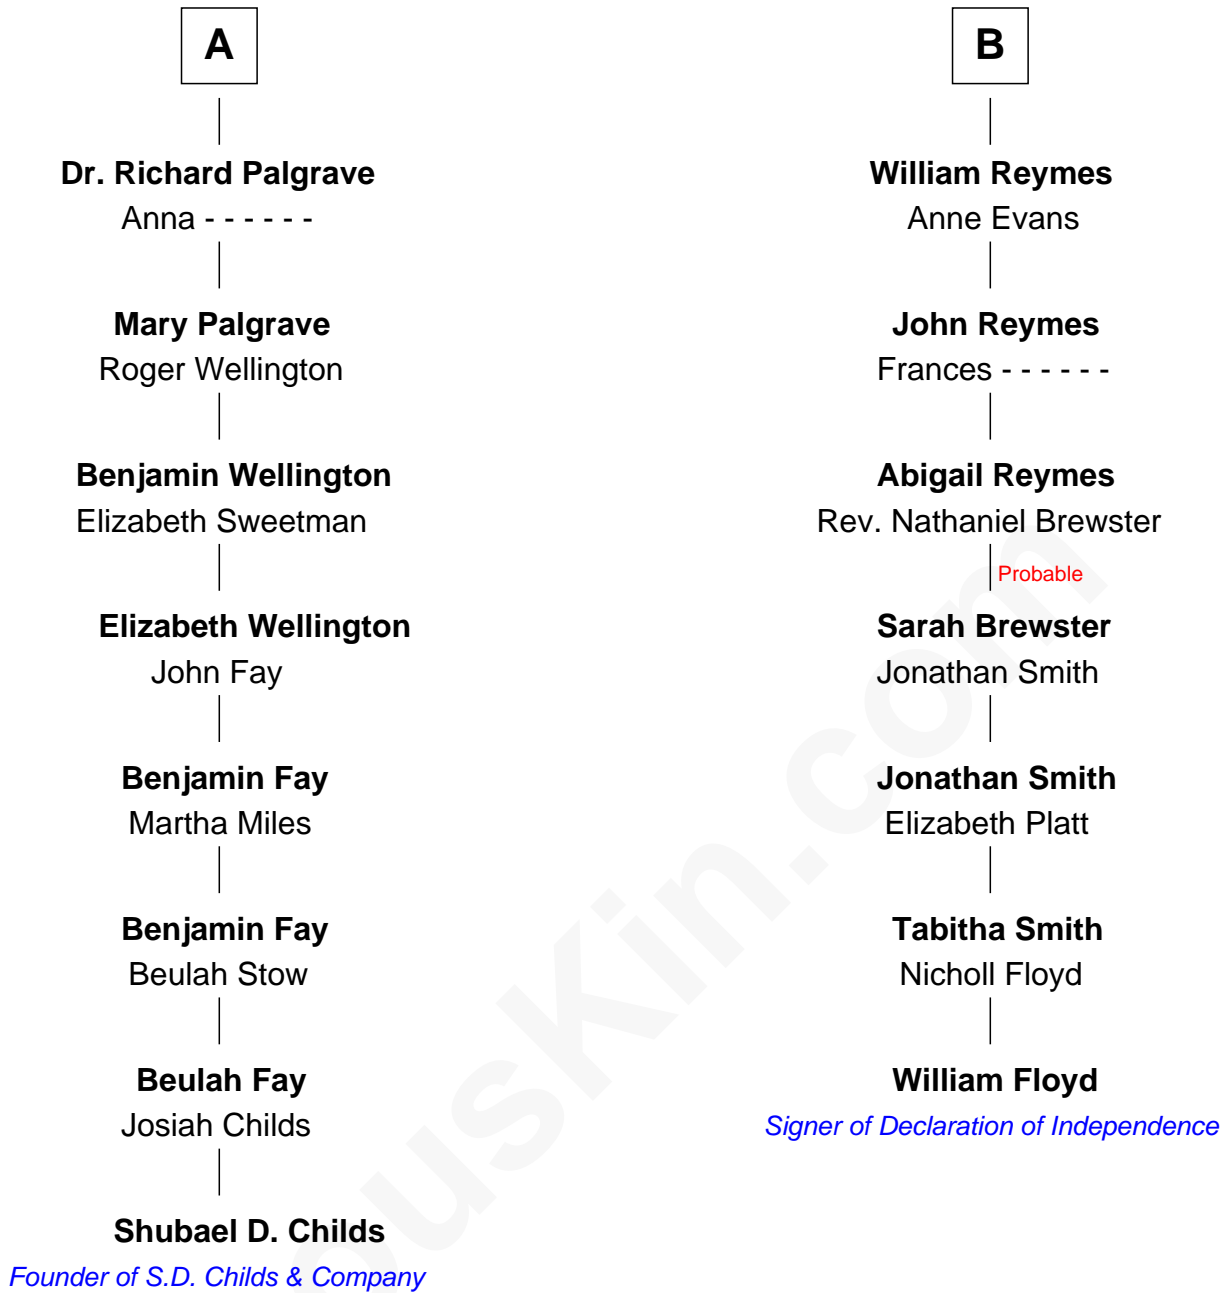 A
Dr. Richard Palgrave
Anna - - - - - -
Mary Palgrave
Roger Wellington
Benjamin Wellington
Elizabeth Sweetman
Elizabeth Wellington
John Fay
Benjamin Fay
Martha Miles
Benjamin Fay
Beulah Stow
Beulah Fay
Josiah Childs
Shubael D. Childs
Founder of S.D. Childs & Company
B
William Reymes
Anne Evans
John Reymes
Frances - - - - - -
Abigail Reymes
Rev. Nathaniel Brewster
Probable
Sarah Brewster
Jonathan Smith
Jonathan Smith
Elizabeth Platt
Tabitha Smith
Nicholl Floyd
William Floyd
Signer of Declaration of Independence
ousKin.com